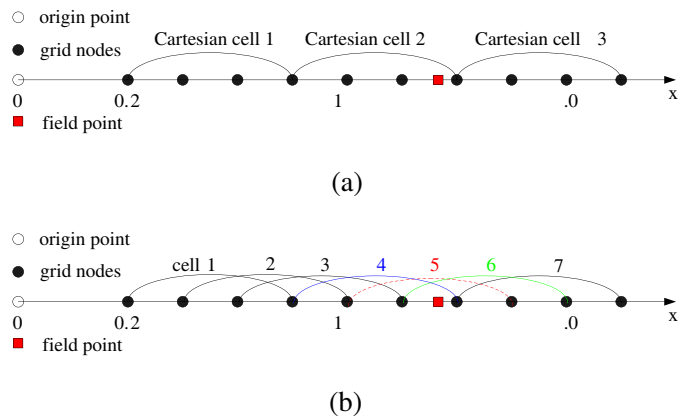 origin point
Cartesian cell 1 Cartesian cell 2 Cartesian cell 3
grid nodes
0 0.2 1 .0 x
field point
(a)
origin point
cell 1 2 3 4 5 6 7
grid nodes
0 0.2 1 .0 x
field point
(b)